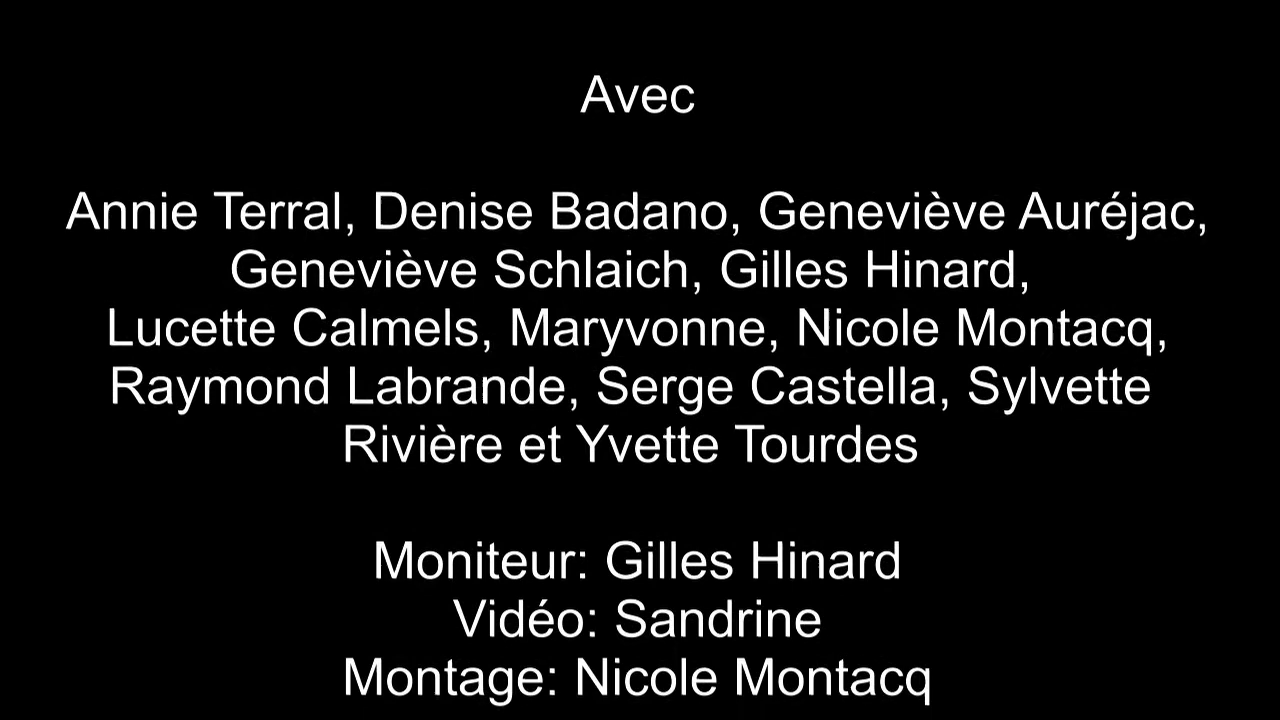 Avec
Annie Terral, Denise Badano, Geneviève Auréjac,
Geneviève Schlaich, Gilles Hinard,
Lucette Calmels, Maryvonne, Nicole Montacq,
Raymond Labrande, Serge Castella, Sylvette
Rivière et Yvette Tourdes
Moniteur: Gilles Hinard
Vidéo: Sandrine
Montage: Nicole Montacq